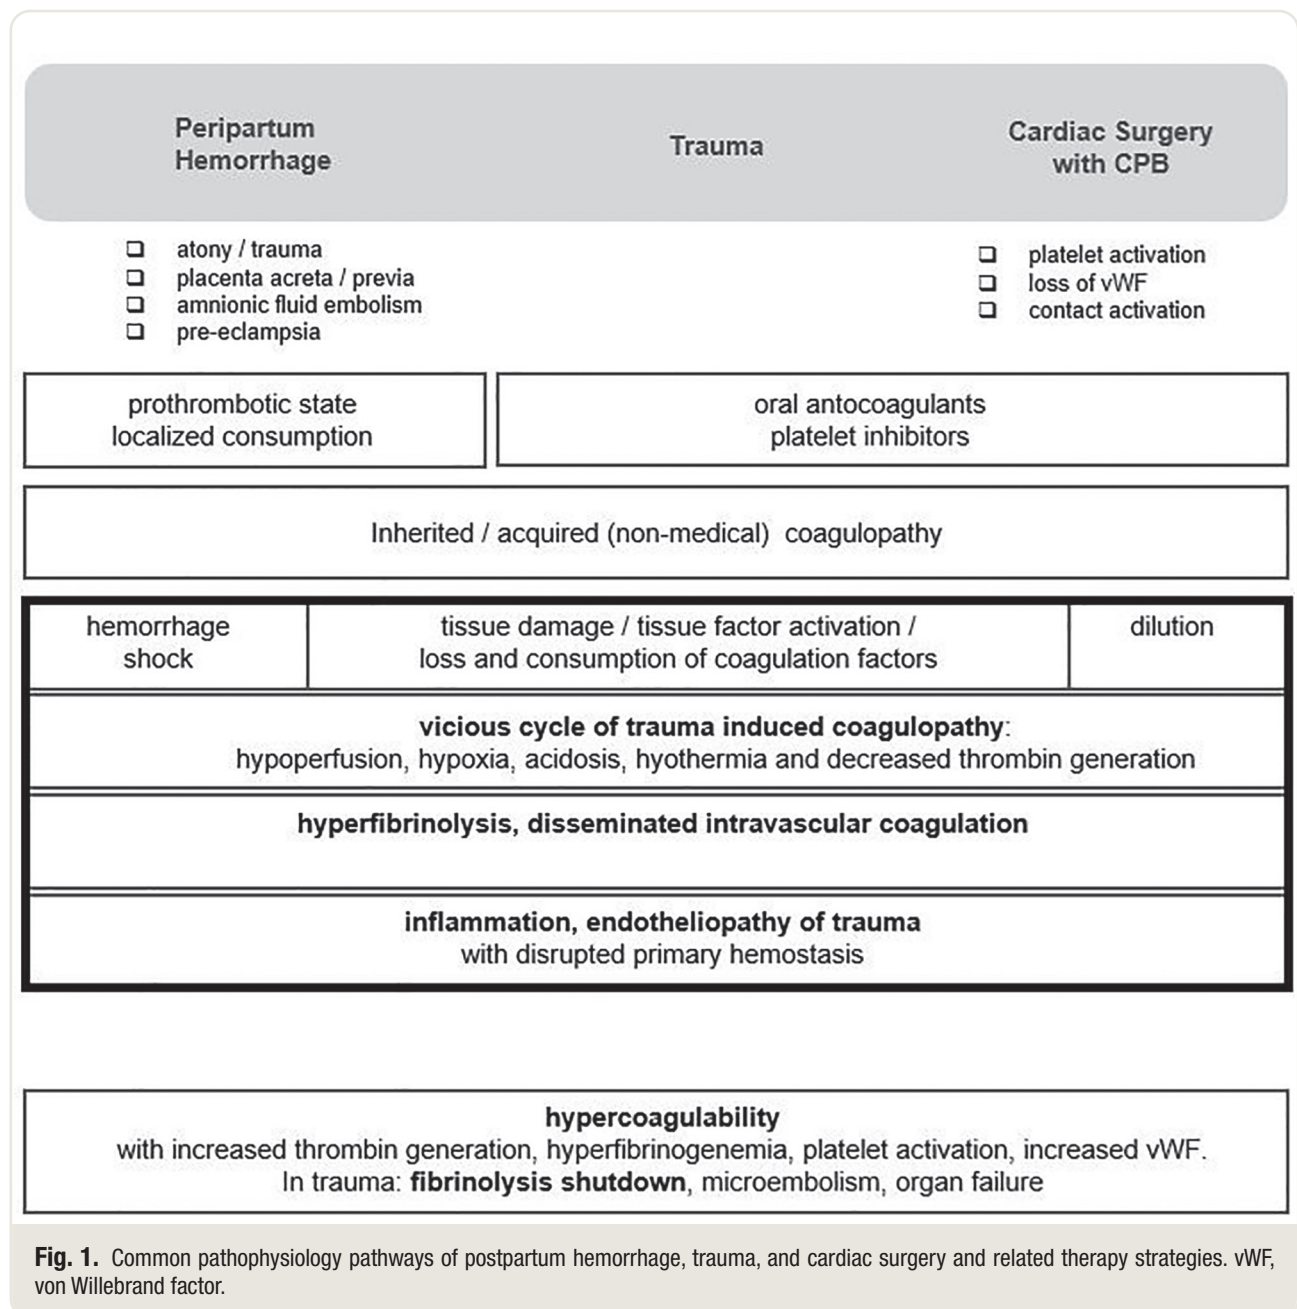 Peripartum
Hemorrhage
Trauma
Cardiac Surgery
with CPB
❑ atony / trauma
❑ placenta acreta / previa
❑ amnionic fluid embolism
❑ pre-eclampsia
❑ platelet activation
❑ loss of vWF
❑ contact activation
prothrombotic state
localized consumption
oral antocoagulants
platelet inhibitors
Inherited / acquired (non-medical) coagulopathy
hemorrhage
shock
tissue damage / tissue factor activation /
loss and consumption of coagulation factors
dilution
vicious cycle of trauma induced coagulopathy:
hypoperfusion, hypoxia, acidosis, hyothermia and decreased thrombin generation
hyperfibrinolysis, disseminated intravascular coagulation
inflammation, endotheliopathy of trauma
with disrupted primary hemostasis
hypercoagulability
with increased thrombin generation, hyperfibrinogenemia, platelet activation, increased vWF.
In trauma: fibrinolysis shutdown, microembolism, organ failure
Fig. 1. Common pathophysiology pathways of postpartum hemorrhage, trauma, and cardiac surgery and related therapy strategies. vWF,
von Willebrand factor.